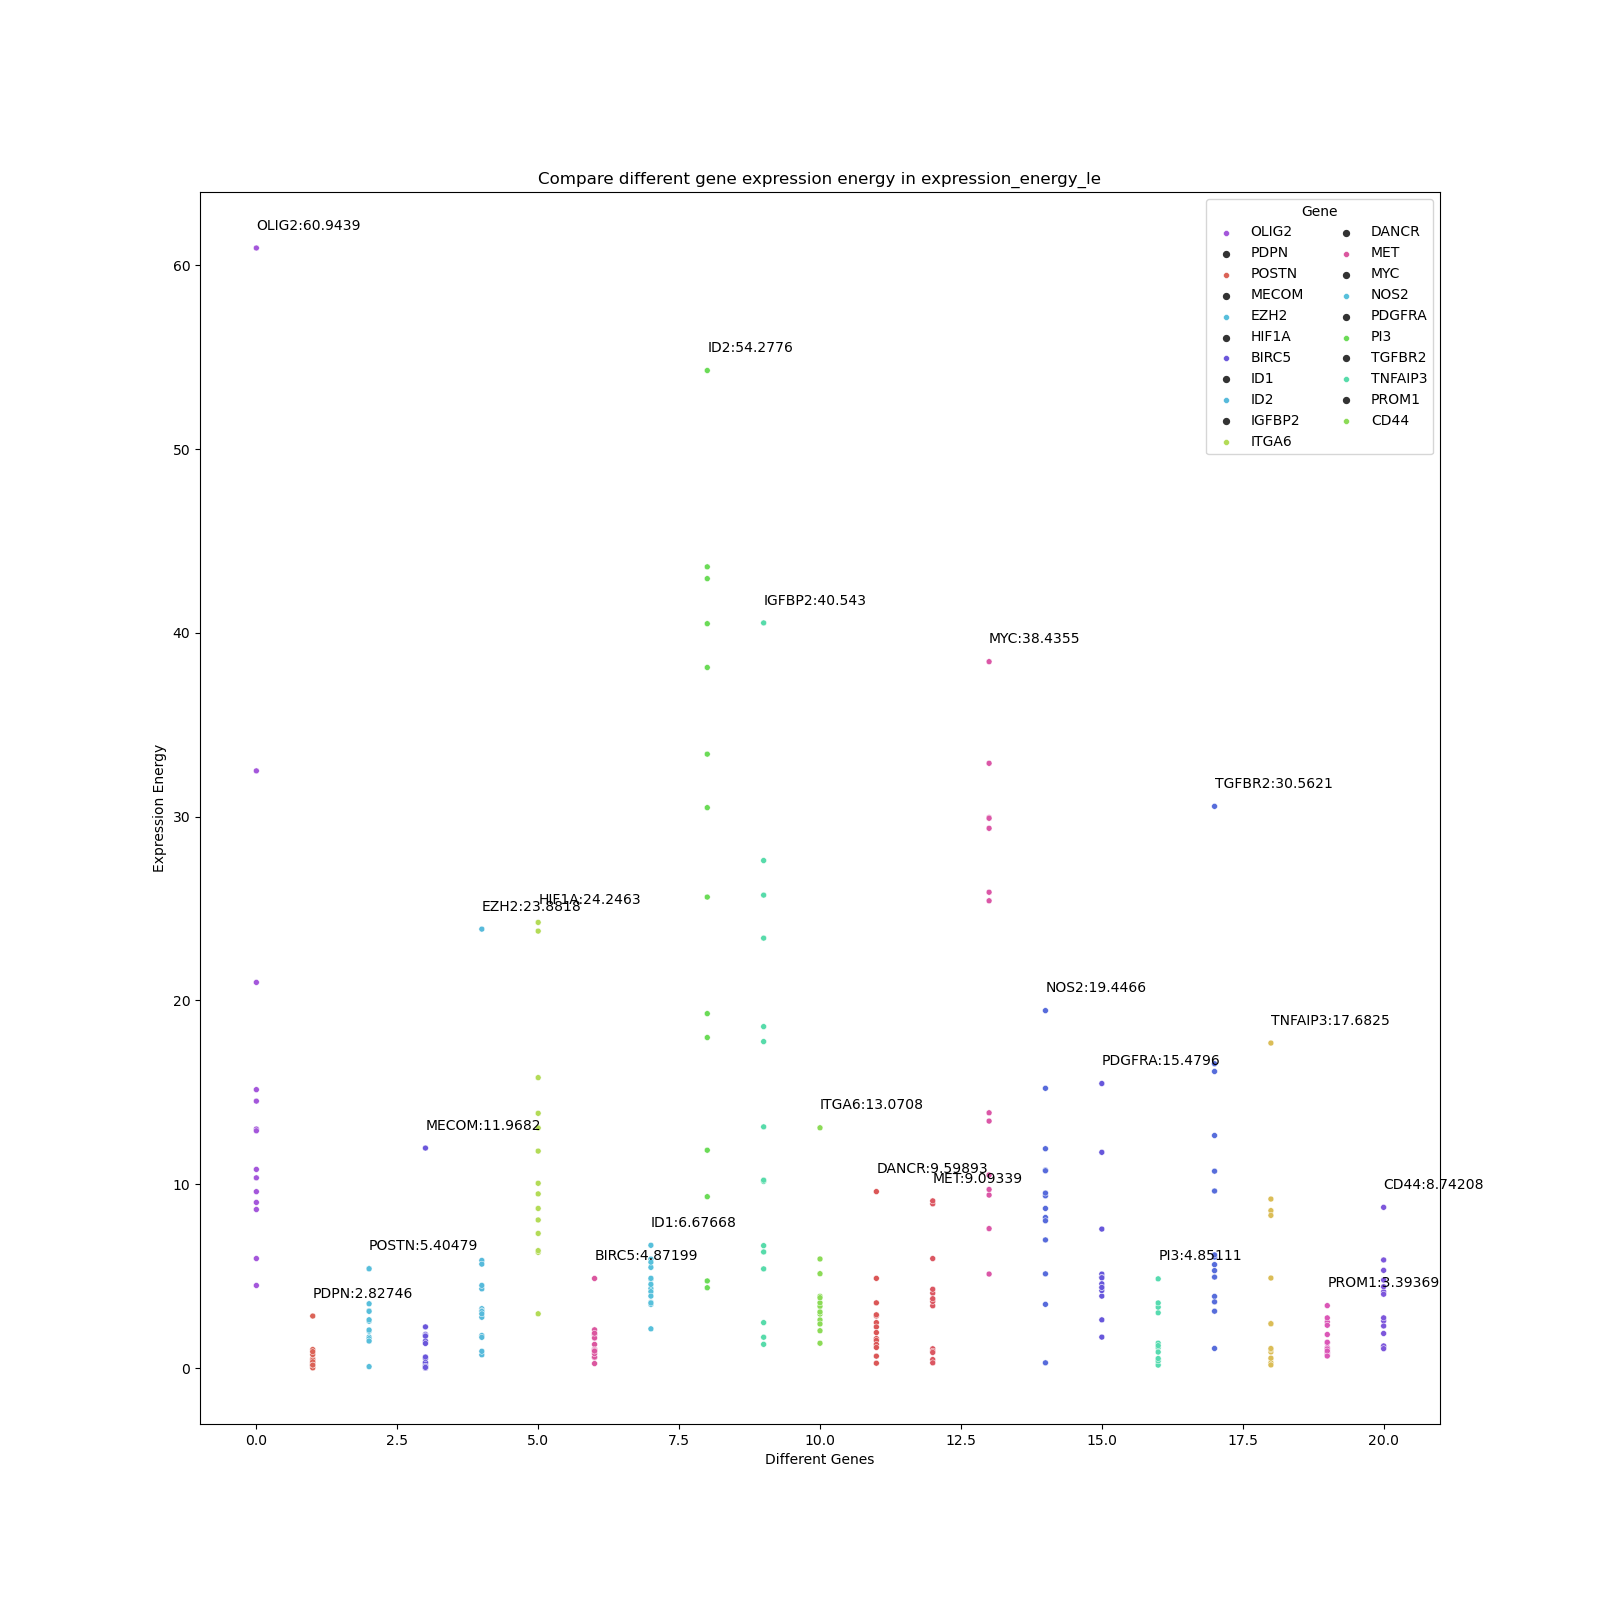 Compare different gene expression energy in expression_energy_le
OLIG2:60.9439
ID2:54.2776
IGFBP2:40.543
MYC:38.4355
TGFBR2:30.5621
HIF1A:24.2463
EZH2:23.8818
NOS2:19.4466
TNFAIP3:17.6825
PDGFRA:15.4796
ITGA6:13.0708
MECOM:11.9682
DANCR:9.59893
MET:9.09339
CD44:8.74208
ID1:6.67668
POSTN:5.40479
BIRC5:4.87199
PI3:4.85111
PROM1:3.39369
PDPN:2.82746
Gene
OLIG2
PDPN
POSTN
MECOM
EZH2
HIF1A
BIRC5
ID1
ID2
IGFBP2
ITGA6
DANCR
MET
MYC
NOS2
PDGFRA
PI3
TGFBR2
TNFAIP3
PROM1
CD44
Expression Energy
60
50
40
30
20
10
0
0.0 2.5 5.0 7.5 10.0 12.5 15.0 17.5 20.0
Different Genes